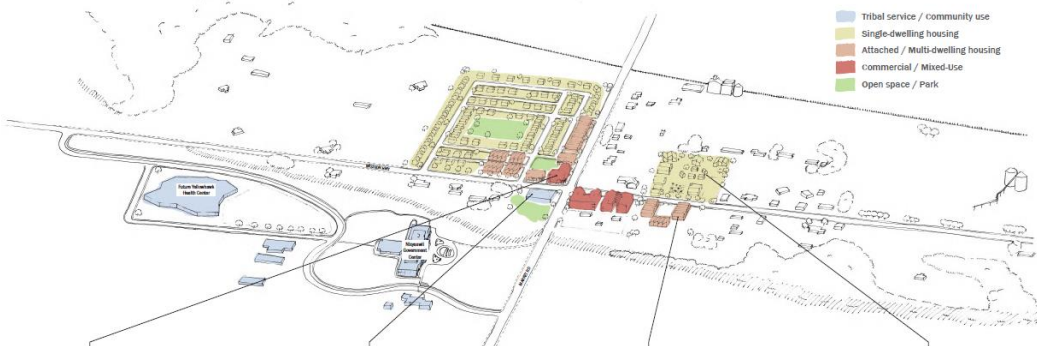 Tribal service / Community use
Single-dwelling housing
Attached / Multi-dwelling housing
Commercial / Mixed-Use
Open space / Park
Future Yellowhawk
Health Center
Government
Center